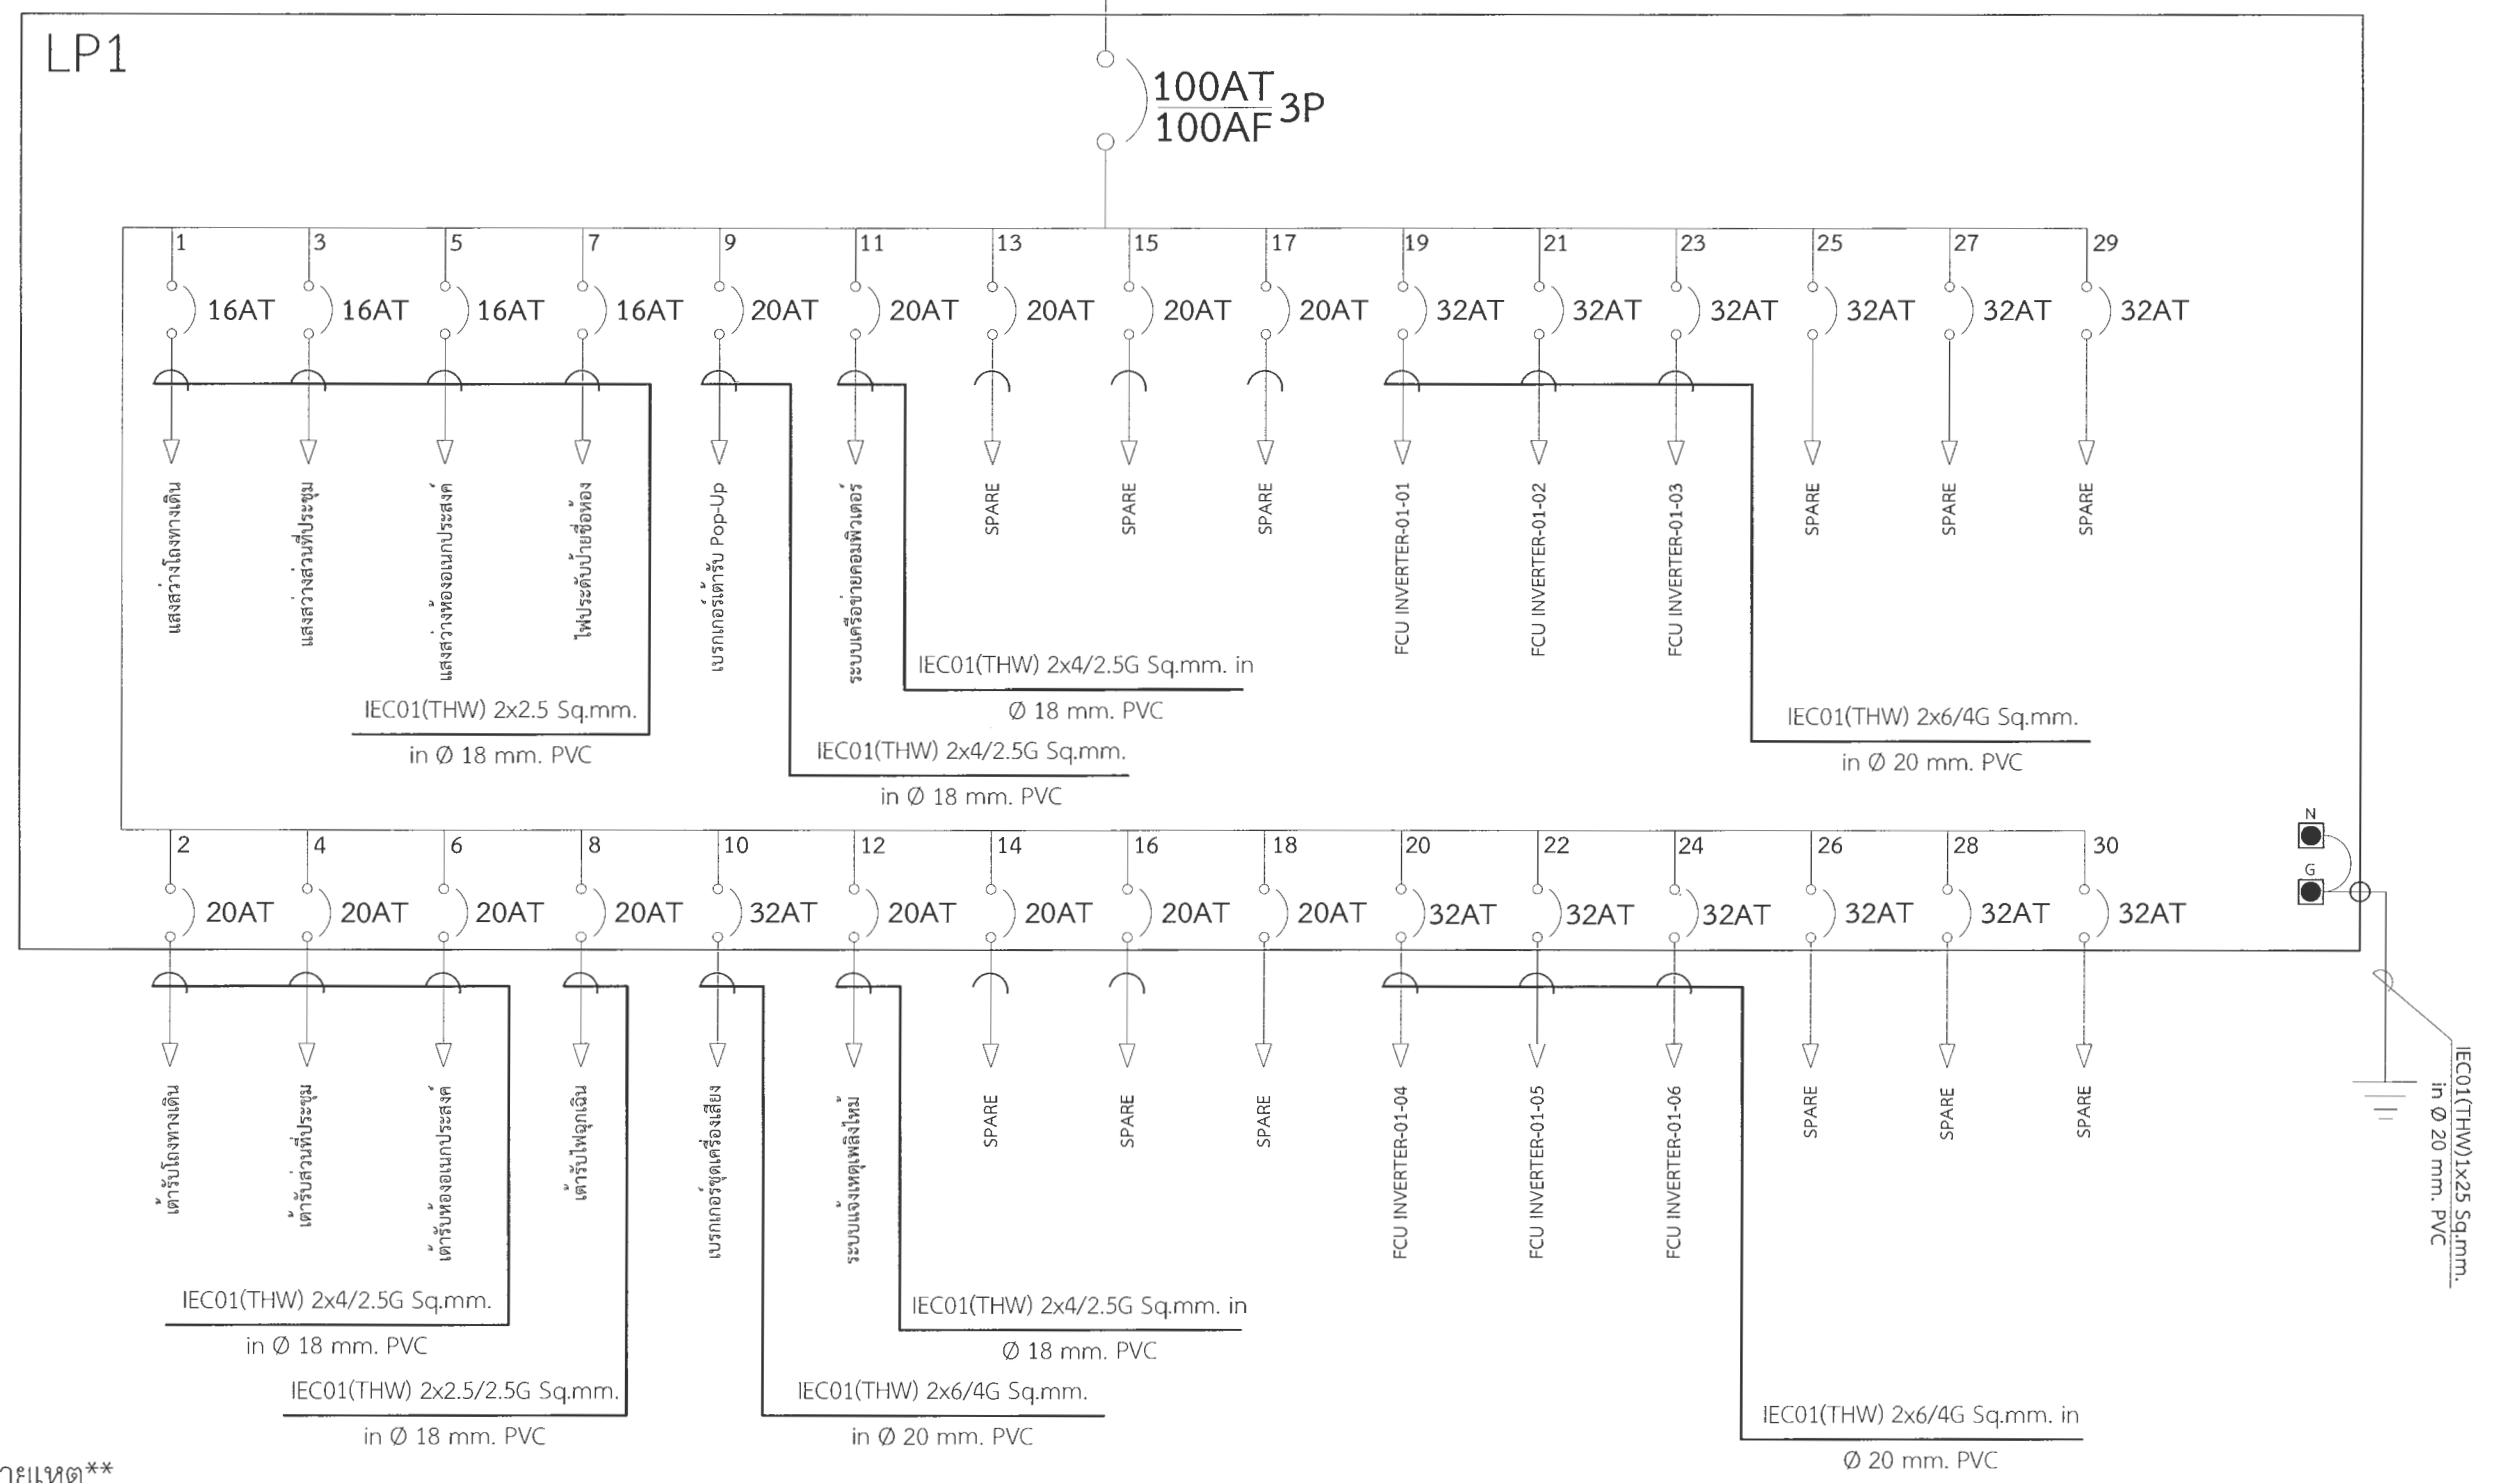 LP1
100AT
100AF
3P
1
3
5
7
9
11
13
15
17
19
21
23
25
27
29
16AT
16AT
16AT
16AT
20AT
20AT
20AT
20AT
20AT
32AT
32AT
32AT
32AT
32AT
32AT
แสงสว่างโถงทางเดิน
แสงสว่างส่วนที่ประชุม
แสงสว่างห้องอเนกประสงค์
ไฟประดับป้ายชื่อห้อง
เบรกเกอร์เต้ารับ Pop-Up
ระบบเครือข่ายคอมพิวเตอร์
SPARE
SPARE
SPARE
FCU INVERTER-01-01
FCU INVERTER-01-02
FCU INVERTER-01-03
SPARE
SPARE
SPARE
IEC01(THW) 2x2.5 Sq.mm.
in Ø 18 mm. PVC
IEC01(THW) 2x4/2.5G Sq.mm. in
Ø 18 mm. PVC
IEC01(THW) 2x4/2.5G Sq.mm.
in Ø 18 mm. PVC
IEC01(THW) 2x6/4G Sq.mm.
in Ø 20 mm. PVC
2
4
6
8
10
12
14
16
18
20
22
24
26
28
30
N
G
20AT
20AT
20AT
20AT
32AT
20AT
20AT
20AT
20AT
32AT
32AT
32AT
32AT
32AT
32AT
เต้ารับโถงทางเดิน
เต้ารับส่วนที่ประชุม
เต้ารับห้องอเนกประสงค์
เต้ารับไฟฉุกเฉิน
เบรกเกอร์ชุดเครื่องเสียง
ระบบแจ้งเหตุเพลิงไหม้
SPARE
SPARE
SPARE
FCU INVERTER-01-04
FCU INVERTER-01-05
FCU INVERTER-01-06
SPARE
SPARE
SPARE
IEC01(THW)1x25 Sq.mm.
in Ø 20 mm. PVC
IEC01(THW) 2x4/2.5G Sq.mm.
in Ø 18 mm. PVC
IEC01(THW) 2x2.5/2.5G Sq.mm.
in Ø 18 mm. PVC
IEC01(THW) 2x4/2.5G Sq.mm. in
Ø 18 mm. PVC
IEC01(THW) 2x6/4G Sq.mm.
in Ø 20 mm. PVC
IEC01(THW) 2x6/4G Sq.mm. in
Ø 20 mm. PVC
ายเหตุ**